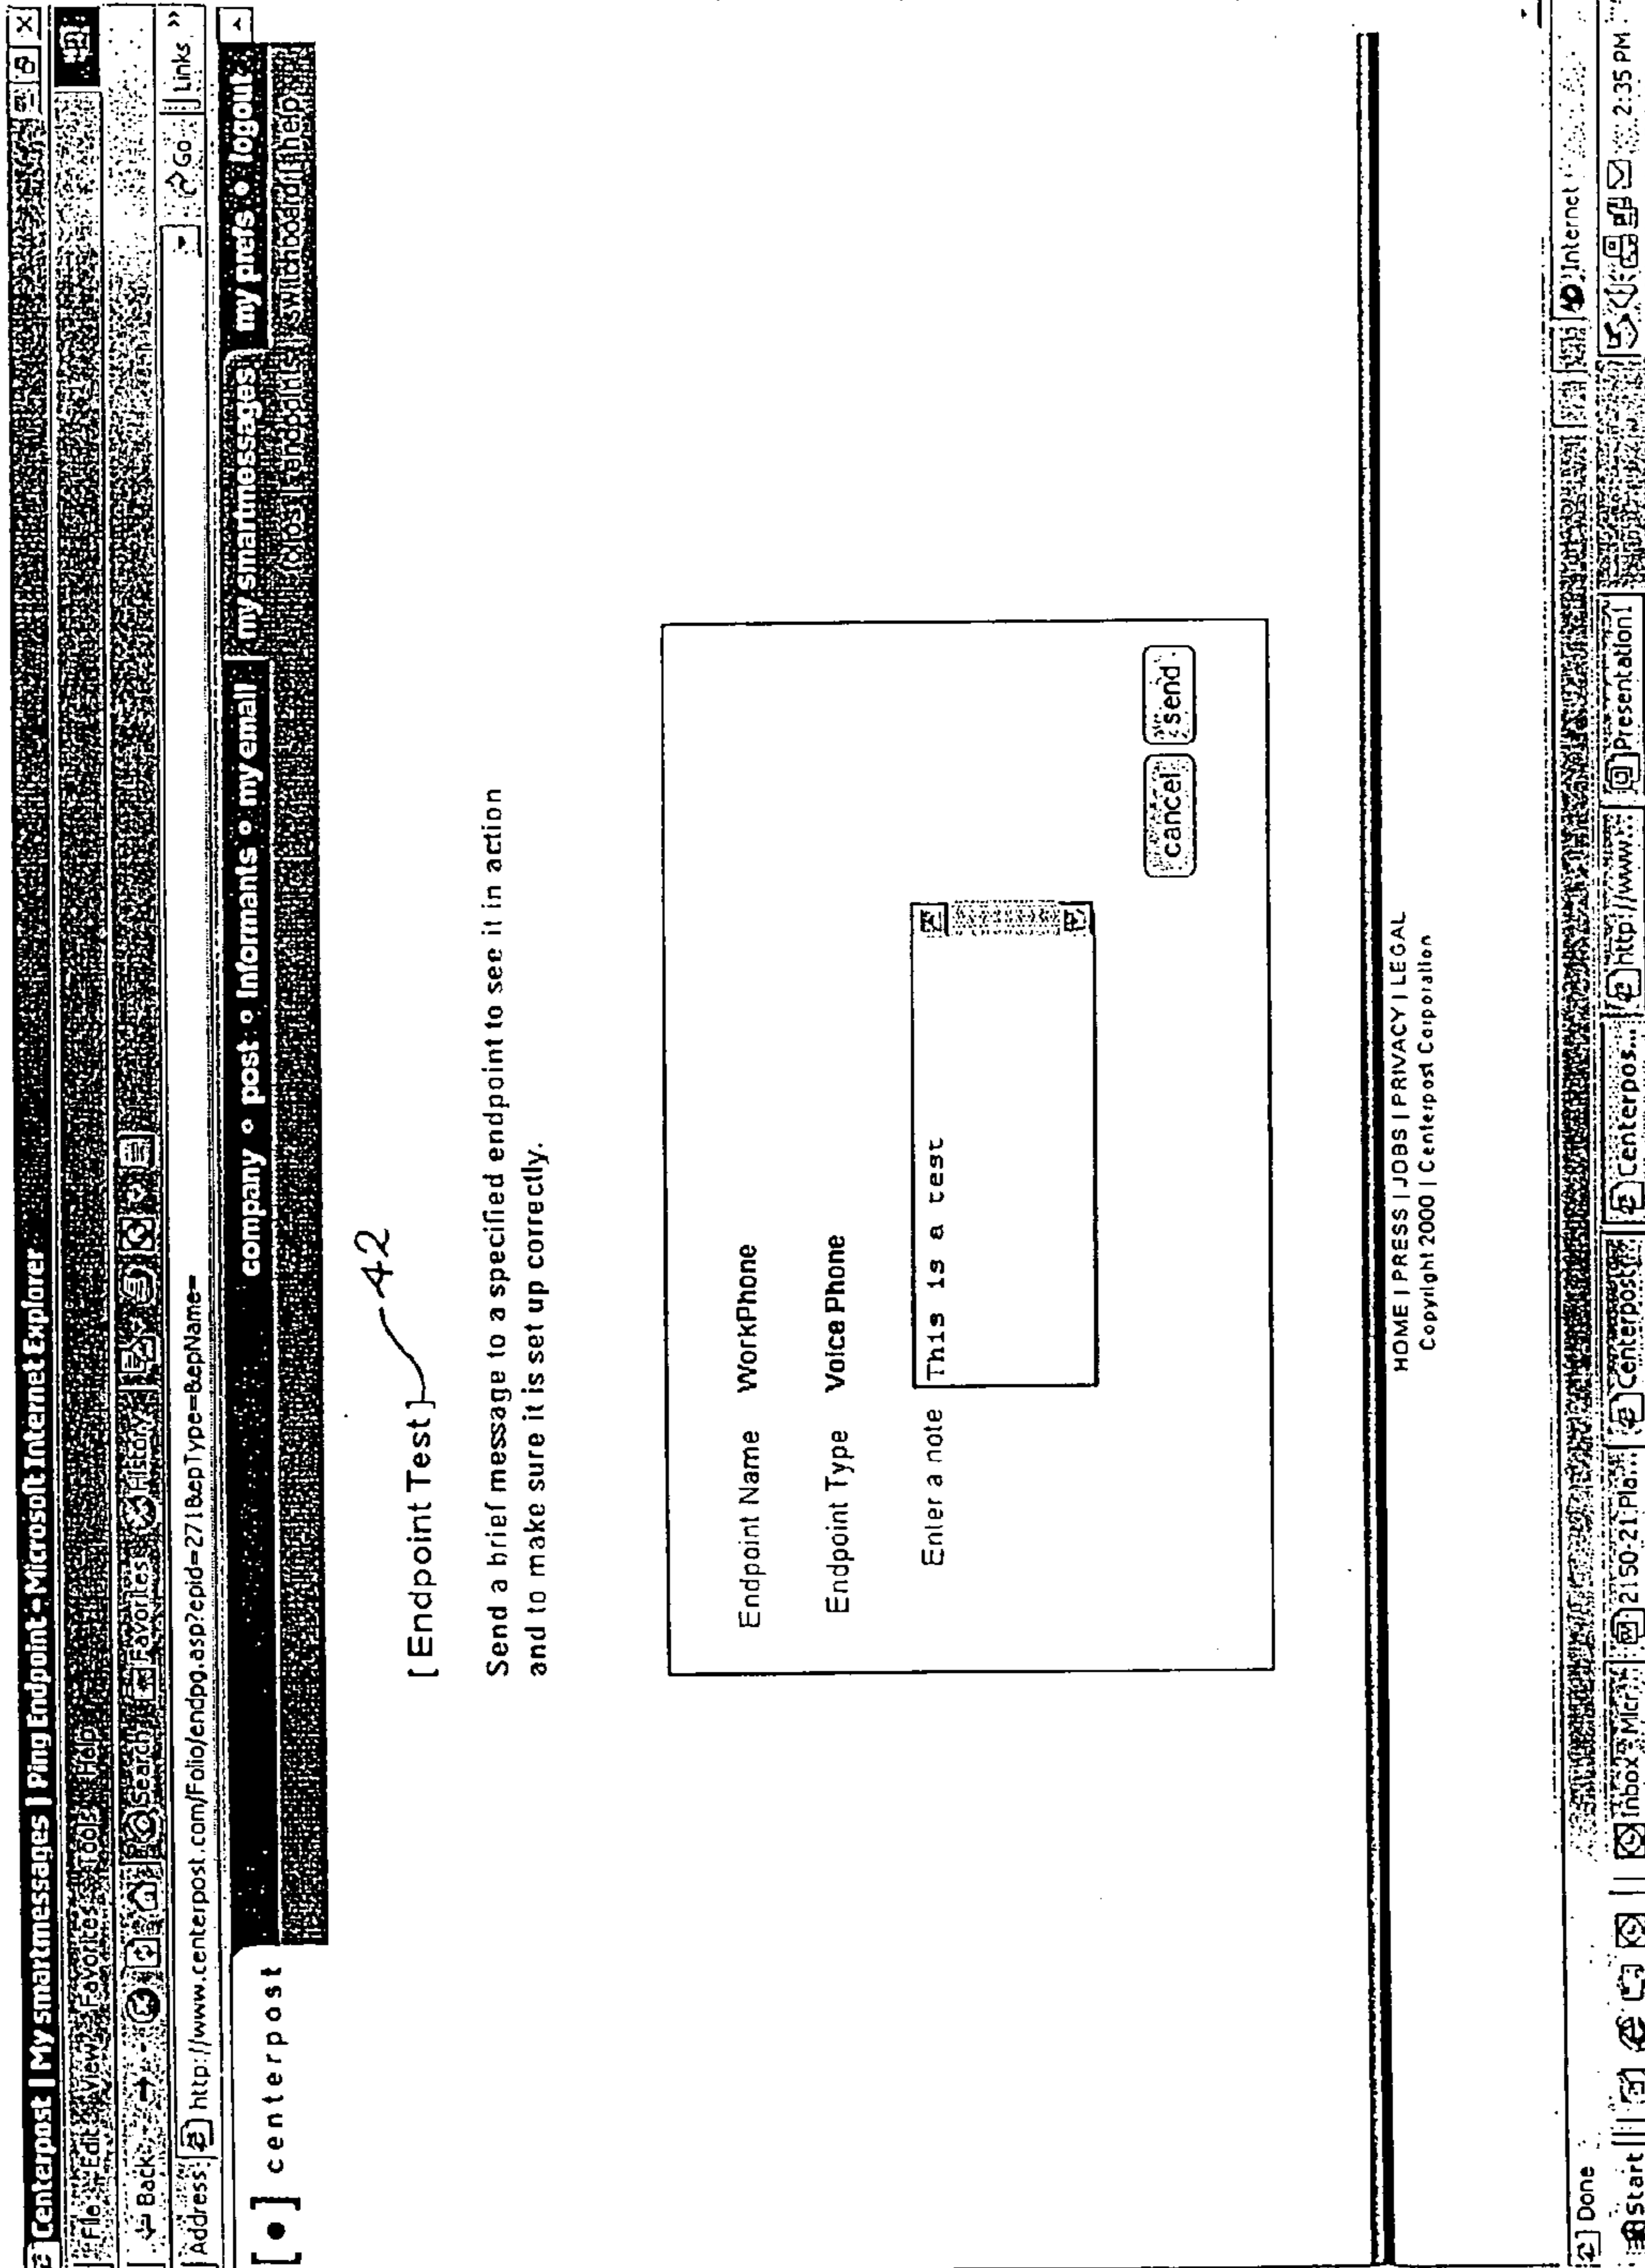 Centerpost | My smartmessages | Ping Endpoint - Microsoft Internet Explorer
File Edit View Favorites Tools Help
Back Search Favorites History
Address http://www.centerpost.com/Folio/endpg.asp?epid=271&epType=&epName= Go Links »
[•] centerpost company • post • informants • my email my smartmessages my prefs • logout
folios | endpoints | switchboard | help
[Endpoint Test] 42
Send a brief message to a specified endpoint to see it in action
and to make sure it is set up correctly.
Endpoint Name WorkPhone
Endpoint Type Voice Phone
Enter a note This is a test
cancel send
HOME | PRESS | JOBS | PRIVACY | LEGAL
Copyright 2000 | Centerpost Corporation
Done Internet
Start Inbox - Micr... 2150-21 Pla... Centerpost Centerpos... http://www.... Presentation1 2:35 PM